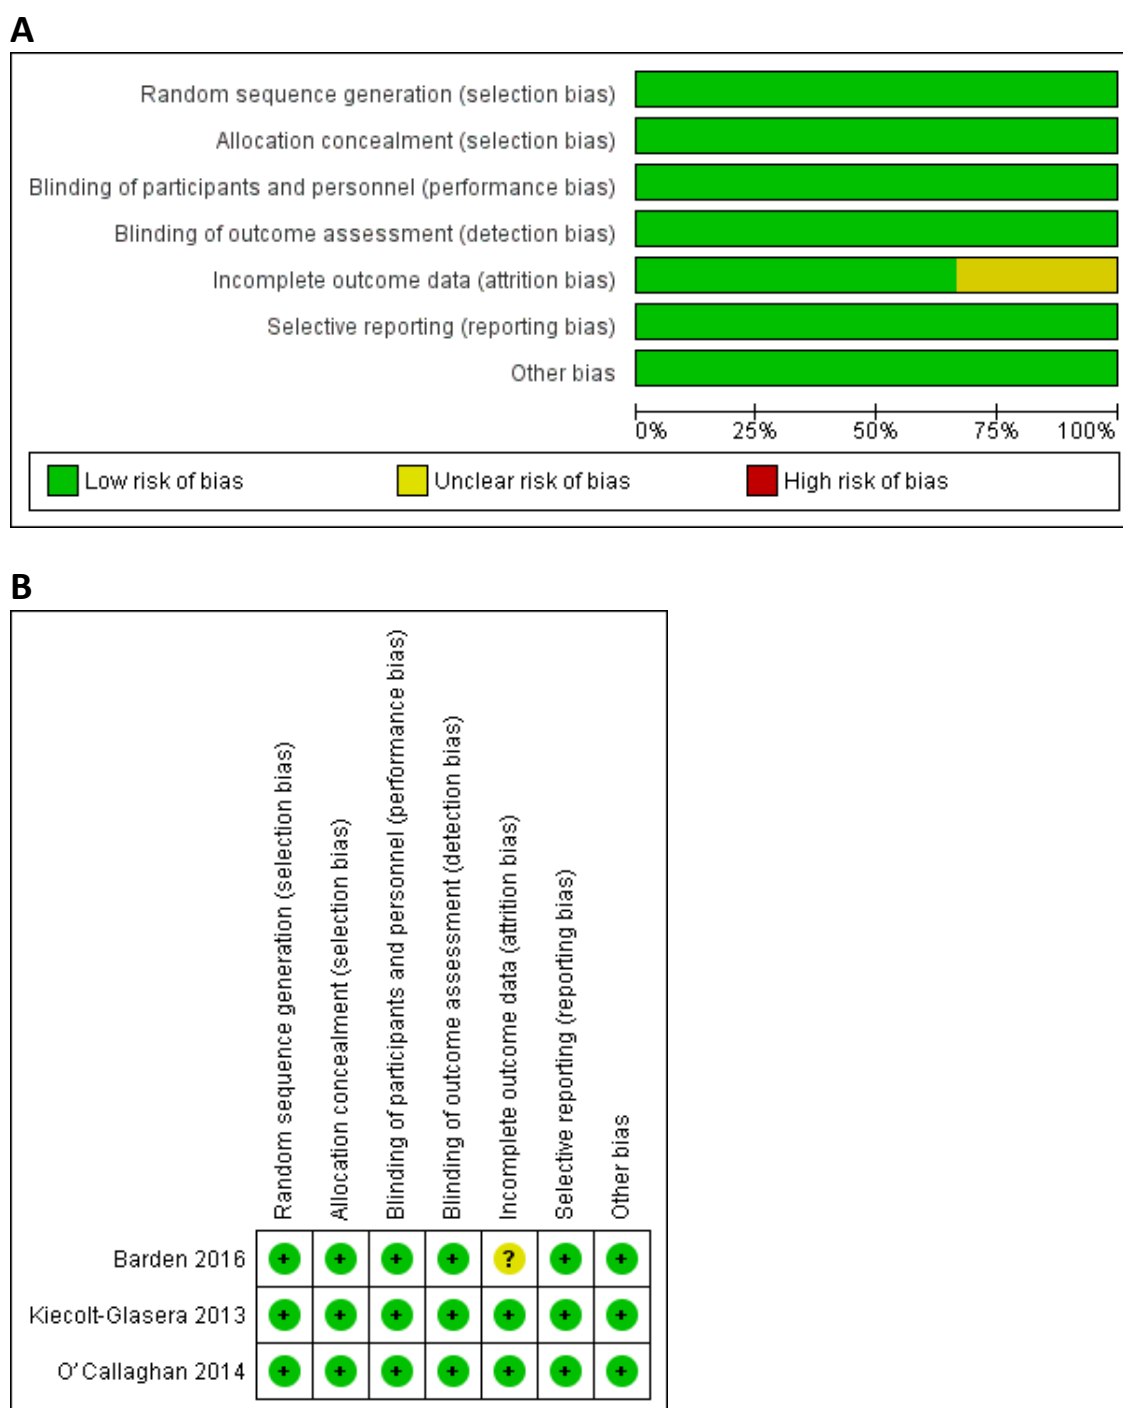 A
Random sequence generation (selection bias)
Allocation concealment (selection bias)
Blinding of participants and personnel (performance bias)
Blinding of outcome assessment (detection bias)
Incomplete outcome data (attrition bias)
Selective reporting (reporting bias)
Other bias
0% 25% 50% 75% 100%
Low risk of bias Unclear risk of bias High risk of bias
B
Random sequence generation (selection bias)
Allocation concealment (selection bias)
Blinding of participants and personnel (performance bias)
Blinding of outcome assessment (detection bias)
Incomplete outcome data (attrition bias)
Selective reporting (reporting bias)
Other bias
Barden 2016 + + + + ? + +
Kiecolt-Glasera 2013 + + + + + + +
O’Callaghan 2014 + + + + + + +